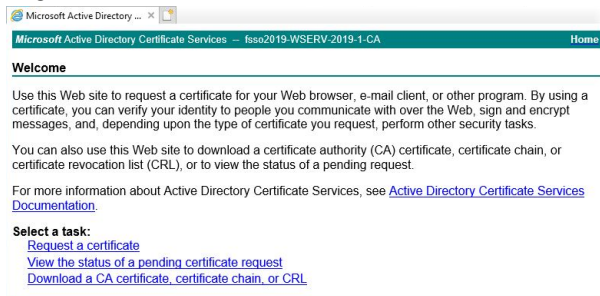 Microsoft Active Directory ...
Microsoft Active Directory Certificate Services -- fsso2019-WSERV-2019-1-CA Home
Welcome
Use this Web site to request a certificate for your Web browser, e-mail client, or other program. By using a
certificate, you can verify your identity to people you communicate with over the Web, sign and encrypt
messages, and, depending upon the type of certificate you request, perform other security tasks.
You can also use this Web site to download a certificate authority (CA) certificate, certificate chain, or
certificate revocation list (CRL), or to view the status of a pending request.
For more information about Active Directory Certificate Services, see Active Directory Certificate Services
Documentation.
Select a task:
Request a certificate
View the status of a pending certificate request
Download a CA certificate, certificate chain, or CRL